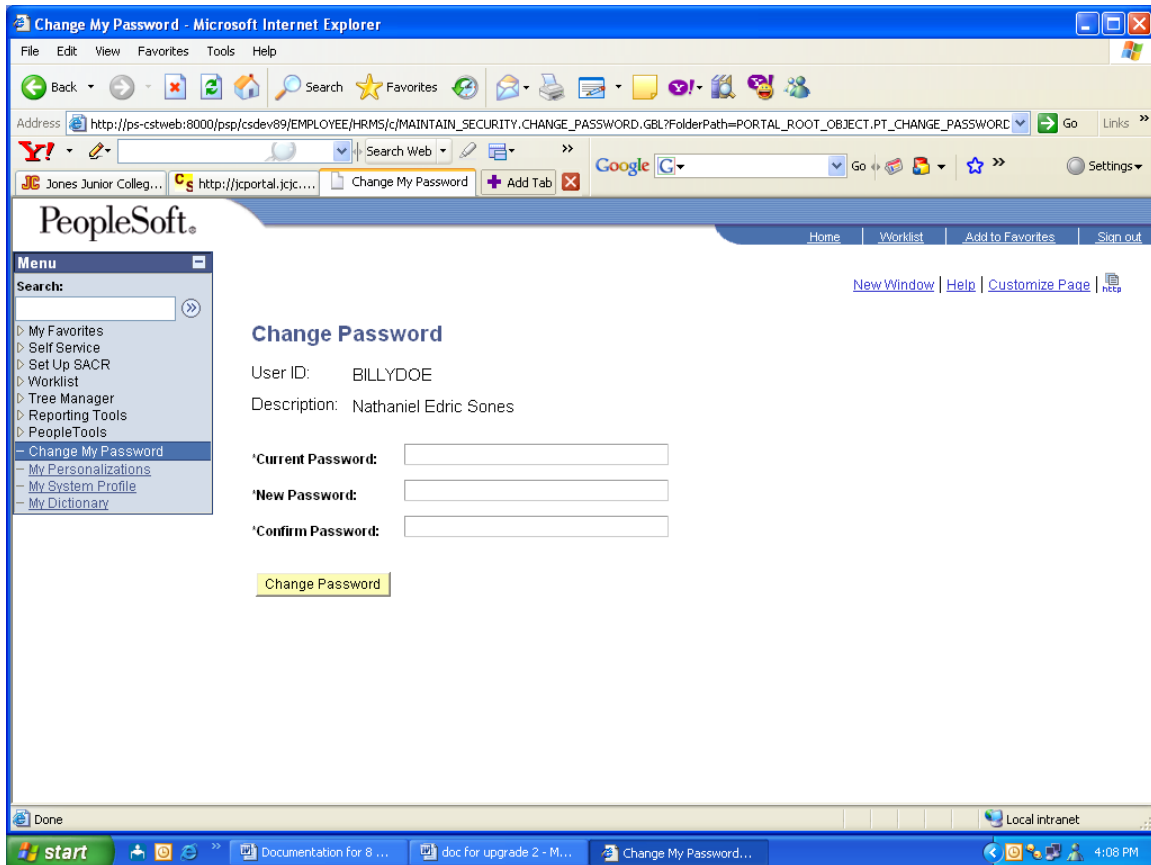 Change My Password - Microsoft Internet Explorer
File Edit View Favorites Tools Help
Back Search Favorites
Address http://ps-cstweb:8000/psp/csdev89/EMPLOYEE/HRMS/c/MAINTAIN_SECURITY.CHANGE_PASSWORD.GBL?FolderPath=PORTAL_ROOT_OBJECT.PT_CHANGE_PASSWORD Go Links »
Y! Search Web » Google G Go » Settings
JC Jones Junior Colleg... Cs http://jcportal.jcjc.... Change My Password Add Tab
PeopleSoft®
Home Worklist Add to Favorites Sign out
Menu
Search:
New Window | Help | Customize Page | http
My Favorites
Self Service
Set Up SACR
Worklist
Tree Manager
Reporting Tools
PeopleTools
Change My Password
My Personalizations
My System Profile
My Dictionary
Change Password
User ID: BILLYDOE
Description: Nathaniel Edric Sones
*Current Password:
*New Password:
*Confirm Password:
Change Password
Done Local intranet
start » Documentation for 8 ... doc for upgrade 2 - M... Change My Password... 4:08 PM